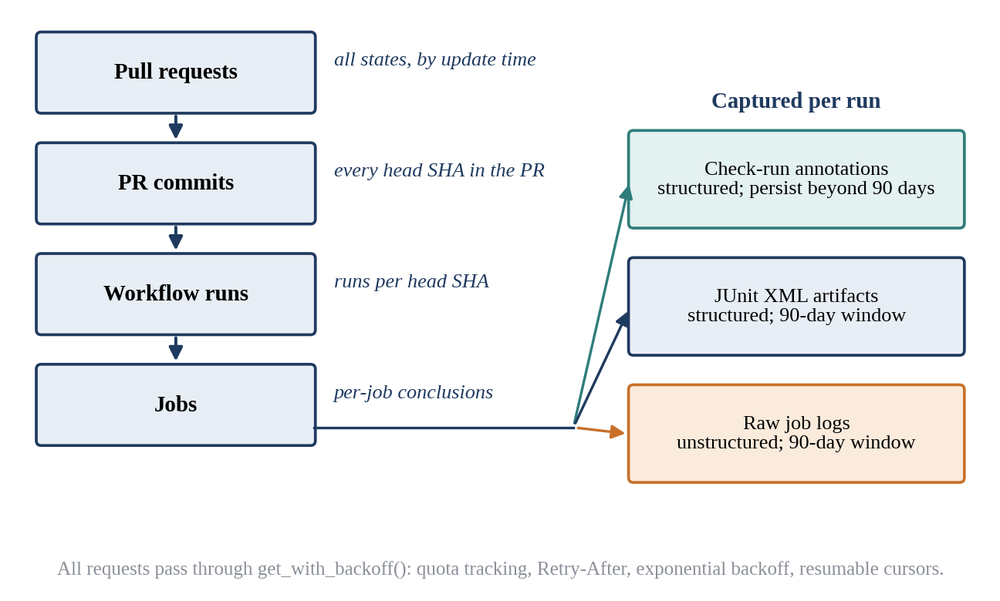 Pull requests
all states, by update time
PR commits
every head SHA in the PR
Workflow runs
runs per head SHA
Jobs
per-job conclusions
Captured per run
Check-run annotations
structured; persist beyond 90 days
JUnit XML artifacts
structured; 90-day window
Raw job logs
unstructured; 90-day window
All requests pass through get_with_backoff(): quota tracking, Retry-After, exponential backoff, resumable cursors.